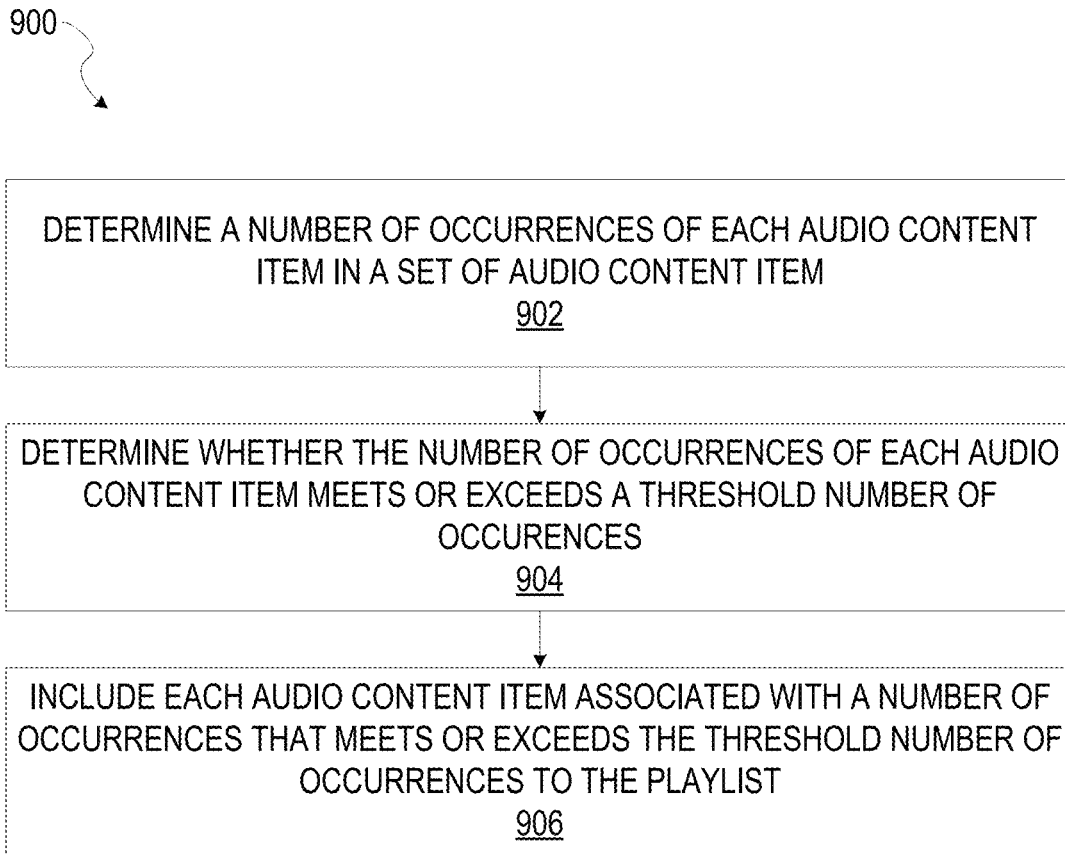 900
DETERMINE A NUMBER OF OCCURRENCES OF EACH AUDIO CONTENT
ITEM IN A SET OF AUDIO CONTENT ITEM
902
DETERMINE WHETHER THE NUMBER OF OCCURRENCES OF EACH AUDIO
CONTENT ITEM MEETS OR EXCEEDS A THRESHOLD NUMBER OF
OCCURENCES
904
INCLUDE EACH AUDIO CONTENT ITEM ASSOCIATED WITH A NUMBER OF
OCCURRENCES THAT MEETS OR EXCEEDS THE THRESHOLD NUMBER OF
OCCURRENCES TO THE PLAYLIST
906